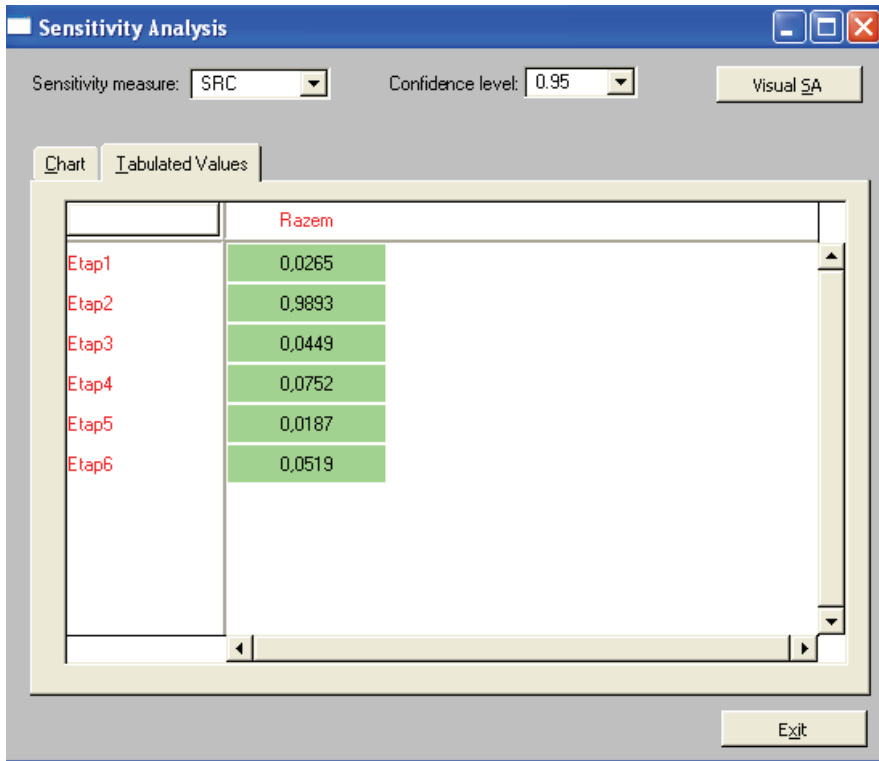 Sensitivity Analysis
Sensitivity measure: SRC Confidence level: 0.95 Visual SA
Chart Tabulated Values
Razem
Etap1 0,0265
Etap2 0,9893
Etap3 0,0449
Etap4 0,0752
Etap5 0,0187
Etap6 0,0519
Exit